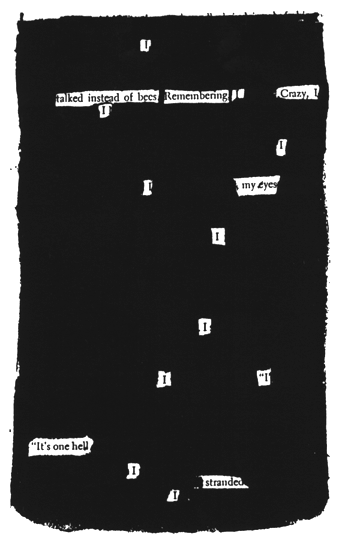 I
talked instead of bees. Remembering Crazy, I
I
I
I my eyes
I
I
I "I
"It's one hell
I
I stranded